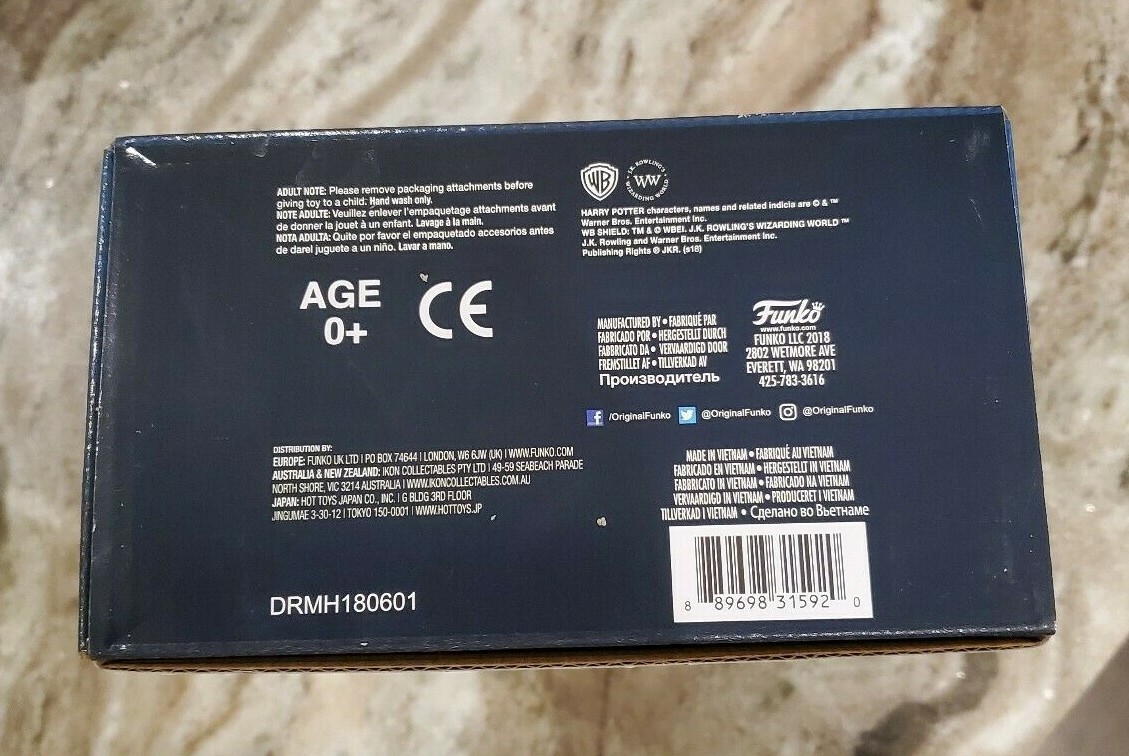 ADULT NOTE: Please remove packaging attachments before
giving toy to a child. Hand wash only.
NOTE ADULTE: Veuillez enlever l'empaquetage attachments avant
de donner la jouet à un enfant. Lavage à la main.
NOTA ADULTA: Quite por favor el empaquetado accesorios antes
de darel juguete a un niño. Lavar a mano.
AGE
0+
CE
WB
J.K. ROWLING'S
WW
WIZARDING WORLD
HARRY POTTER characters, names and related indicia are © & ™
Warner Bros. Entertainment Inc.
WB SHIELD: TM & © WBEI. J.K. ROWLING'S WIZARDING WORLD ™
J.K. Rowling and Warner Bros. Entertainment Inc.
Publishing Rights © JKR. (s18)
MANUFACTURED BY • FABRIQUÉ PAR
FABRICADO POR • HERGESTELLT DURCH
FABBRICATO DA • VERVAARDIGD DOOR
FREMSTILLET AF • TILLVERKAD AV
Производитель
Funko
www.funko.com
FUNKO LLC 2018
2802 WETMORE AVE
EVERETT, WA 98201
425-783-3616
/OriginalFunko @OriginalFunko @OriginalFunko
DISTRIBUTION BY:
EUROPE: FUNKO UK LTD | PO BOX 74644 | LONDON, W6 6JW (UK) | WWW.FUNKO.COM
AUSTRALIA & NEW ZEALAND: IKON COLLECTABLES PTY LTD | 49-59 SEABEACH PARADE
NORTH SHORE, VIC 3214 AUSTRALIA | WWW.IKONCOLLECTABLES.COM.AU
JAPAN: HOT TOYS JAPAN CO., INC. | G BLDG 3RD FLOOR
JINGUMAE 3-30-12 | TOKYO 150-0001 | WWW.HOTTOYS.JP
MADE IN VIETNAM • FABRIQUÉ AU VIETNAM
FABRICADO EN VIETNAM • HERGESTELLT IN VIETNAM
FABBRICATO IN VIETNAM • FABRICADO NA VIETNAM
VERVAARDIGD IN VIETNAM • PRODUCERET I VIETNAM
TILLVERKAD I VIETNAM • Сделано во Вьетнаме
DRMH180601
8 89698 31592 0